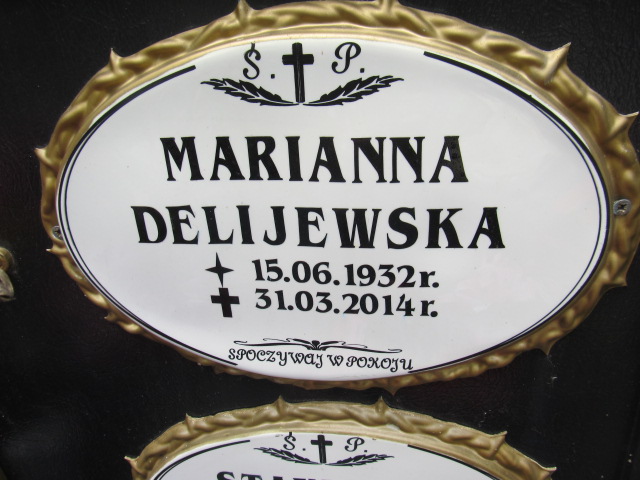 Ś. P.
MARIANNA
DELIJEWSKA
15.06.1932r.
31.03.2014r.
SPOCZYWAJ W POKOJU
Ś. P.